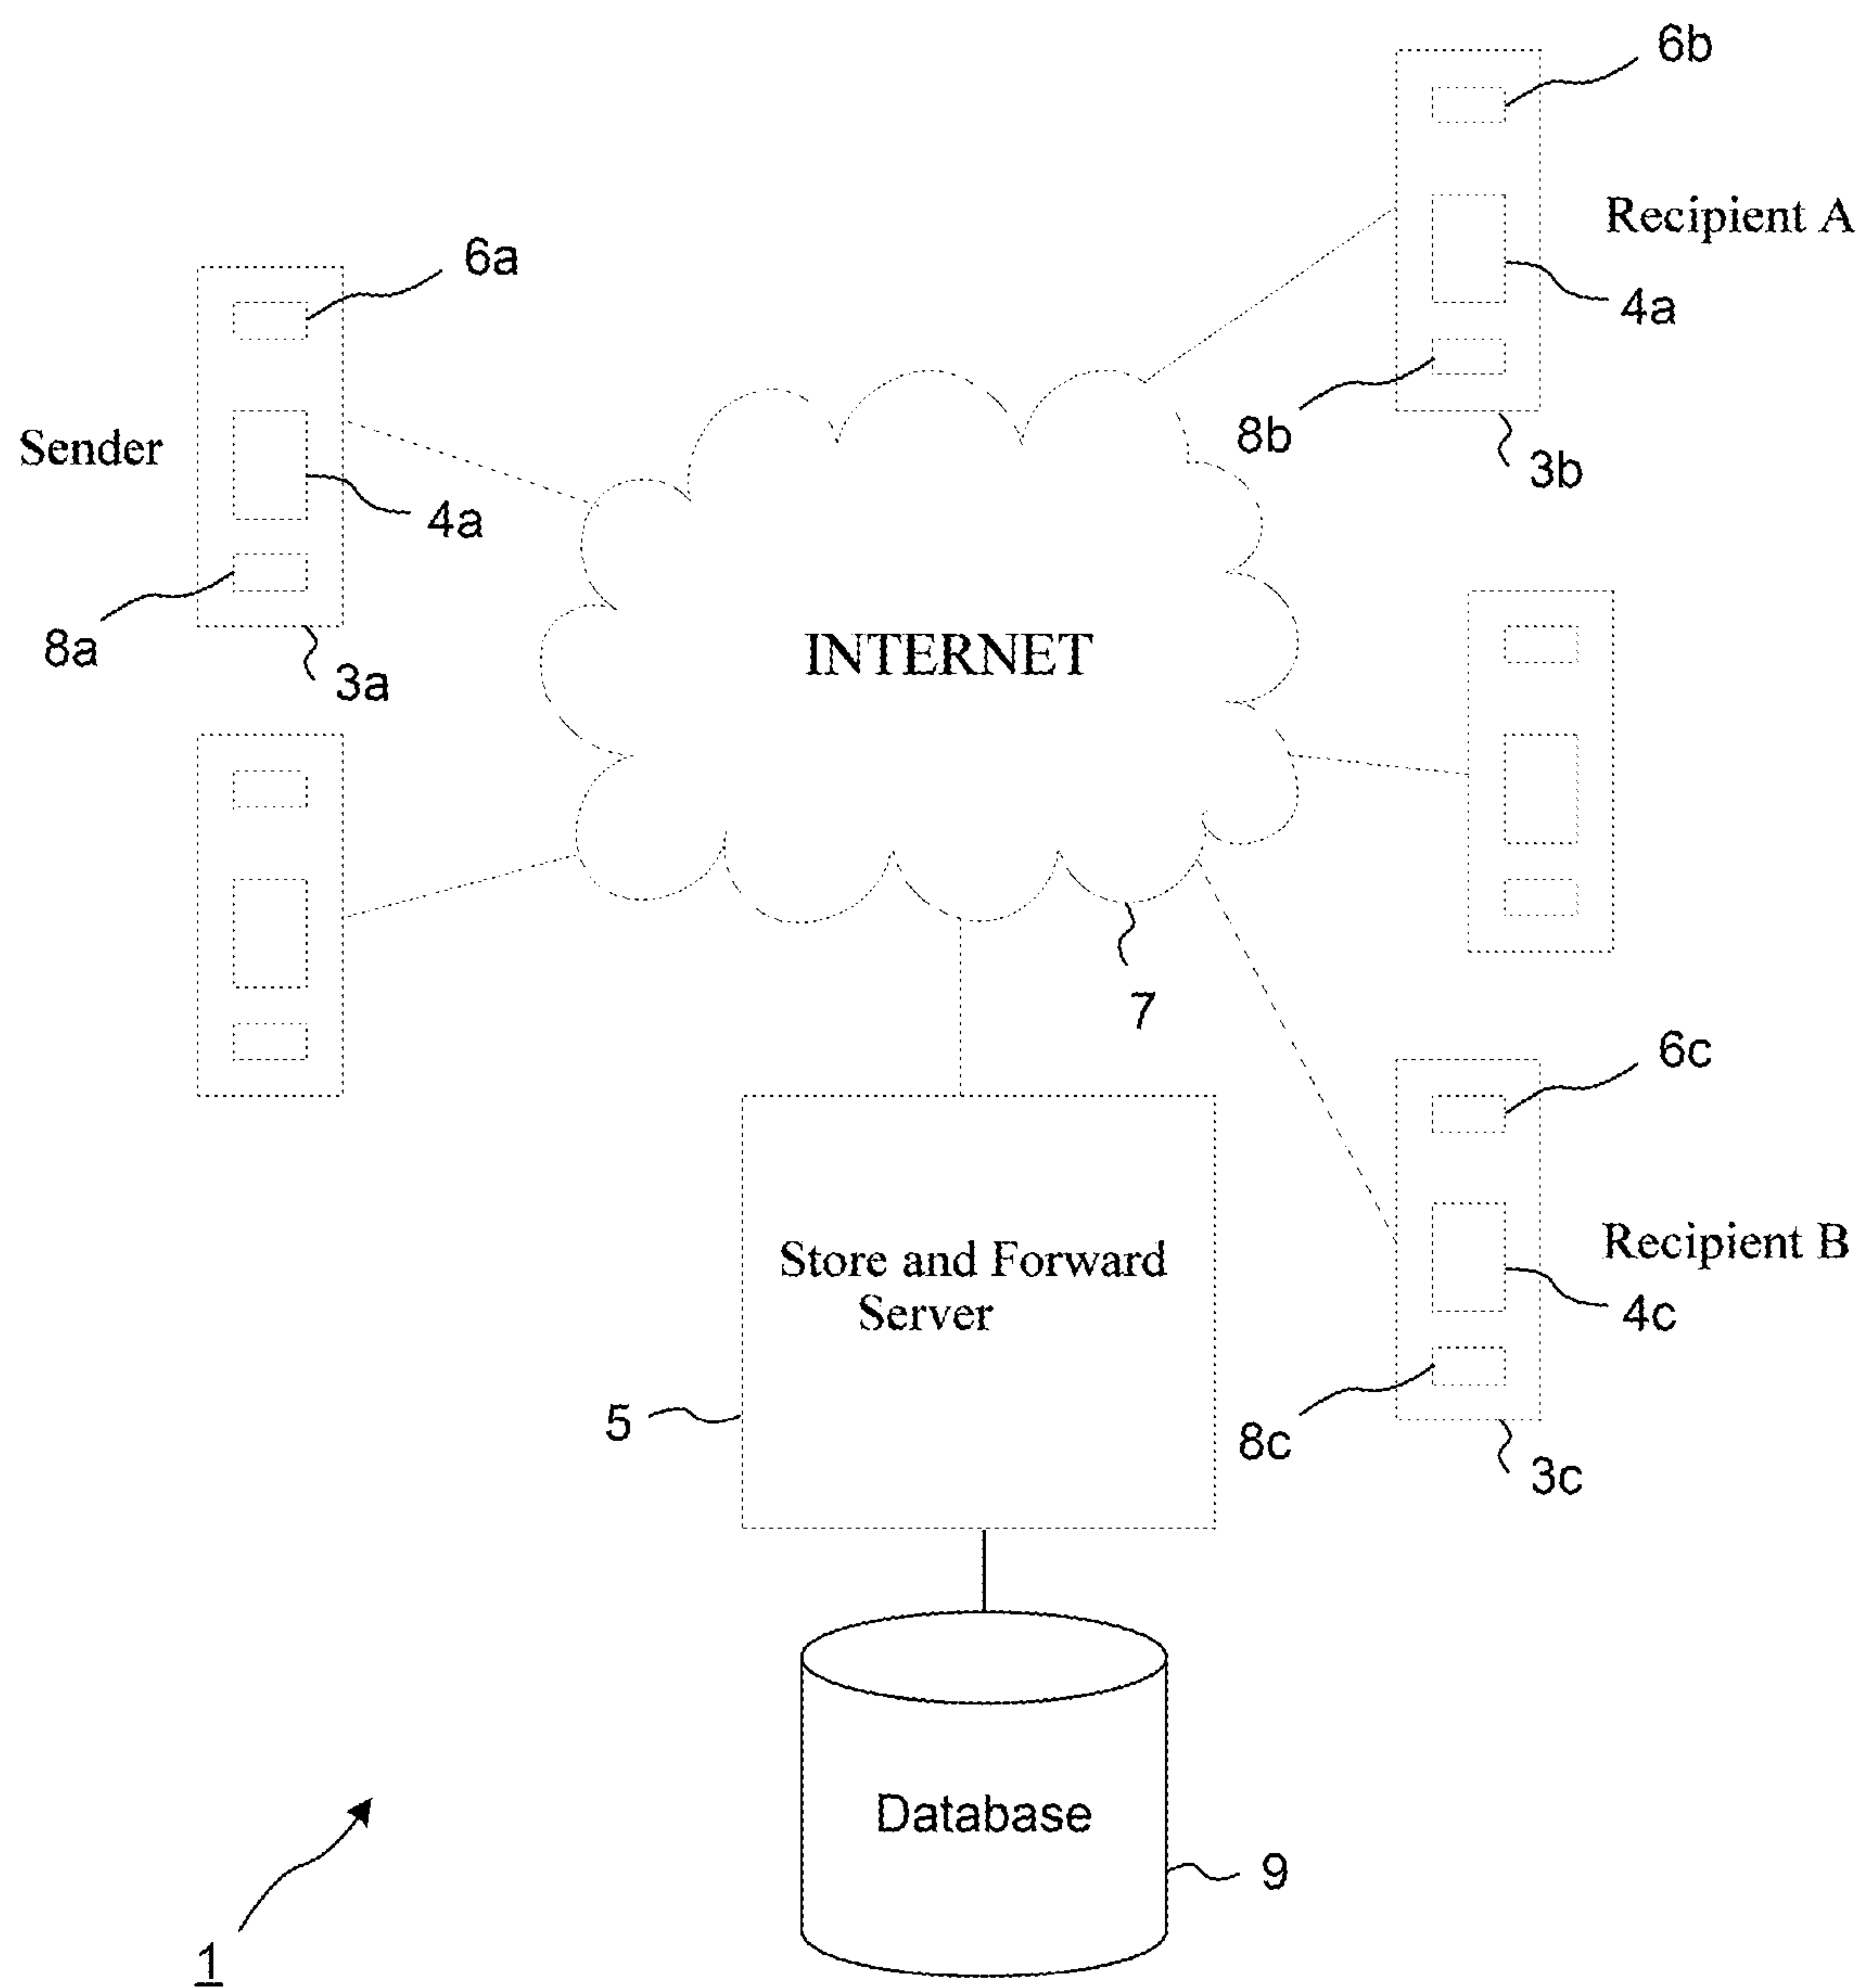 6b
Recipient A
6a
4a
8b
Sender
3b
4a
8a
INTERNET
3a
7
6c
Recipient B
Store and Forward
Server
4c
5
8c
3c
Database
9
1